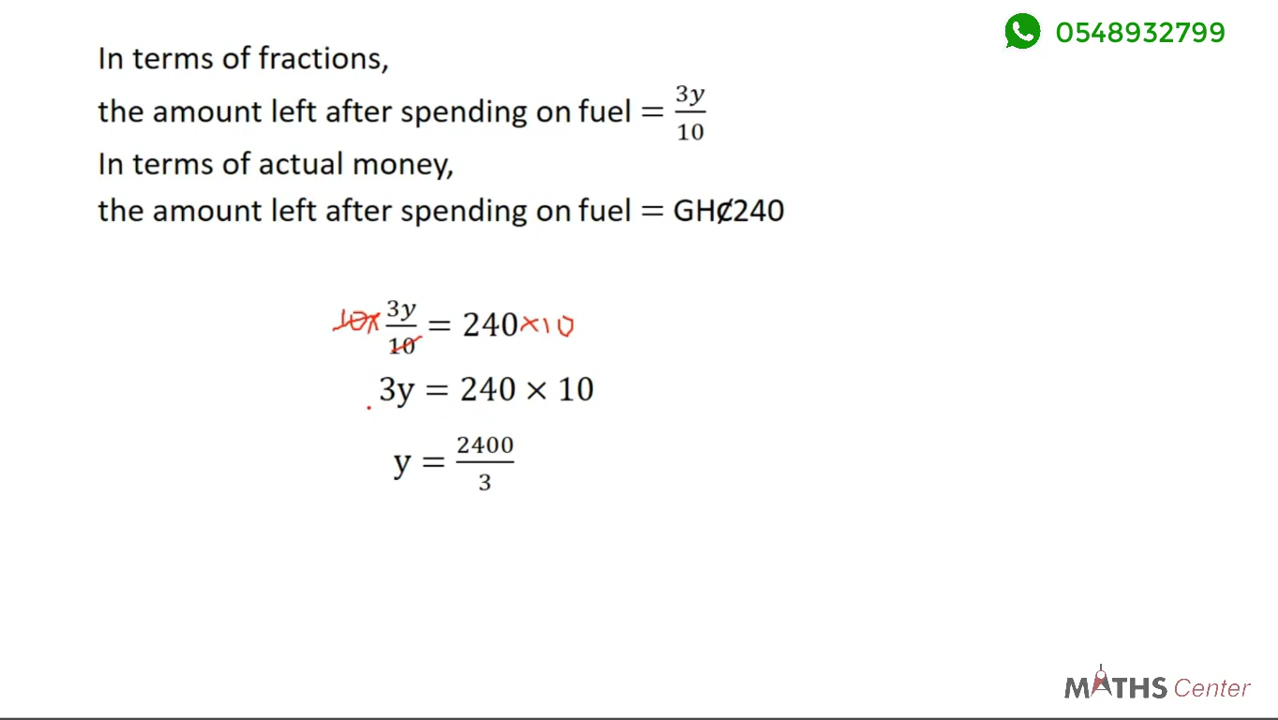 0548932799
In terms of fractions,
the amount left after spending on fuel = 3y/10
In terms of actual money,
the amount left after spending on fuel = GH₵240
10× 3y/10 = 240 ×10
3y = 240 × 10
y = 2400/3
MATHS Center